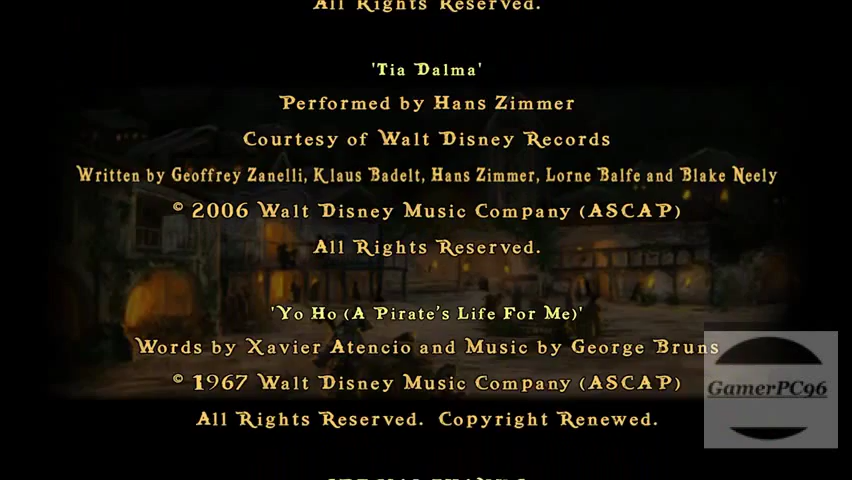 All Rights Reserved.
'Tia Dalma'
Performed by Hans Zimmer
Courtesy of Walt Disney Records
Written by Geoffrey Zanelli, Klaus Badelt, Hans Zimmer, Lorne Balfe and Blake Neely
© 2006 Walt Disney Music Company (ASCAP)
All Rights Reserved.
'Yo Ho (A Pirate's Life For Me)'
Words by Xavier Atencio and Music by George Bruns
© 1967 Walt Disney Music Company (ASCAP)
All Rights Reserved. Copyright Renewed.
GamerPC96